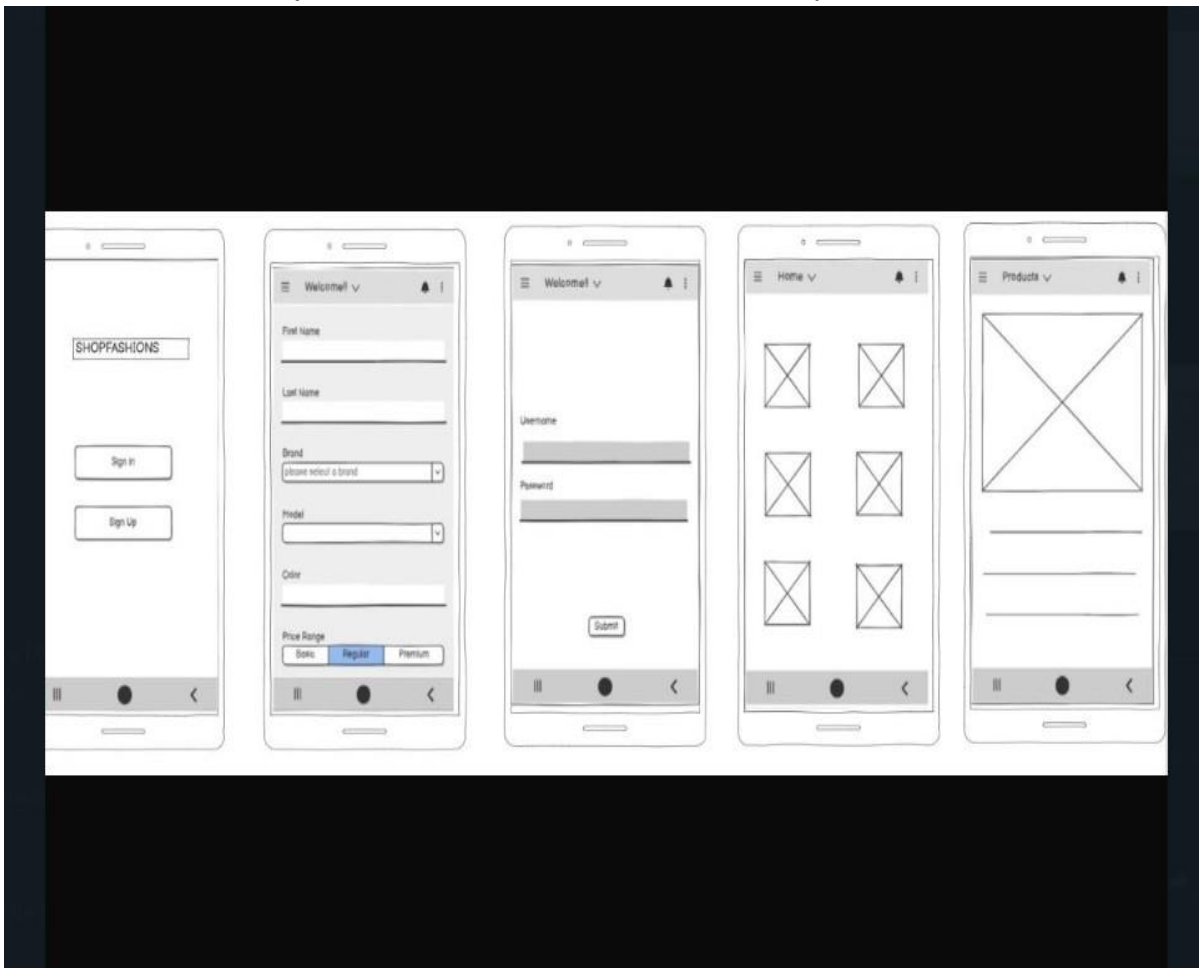 SHOPFASHIONS
Sign in
Sign Up
Welcome!!
First Name
Last Name
Brand
please select a brand
Model
Color
Price Range
Basic Regular Premium
Welcome!!
Username
Password
Submit
Home
Products